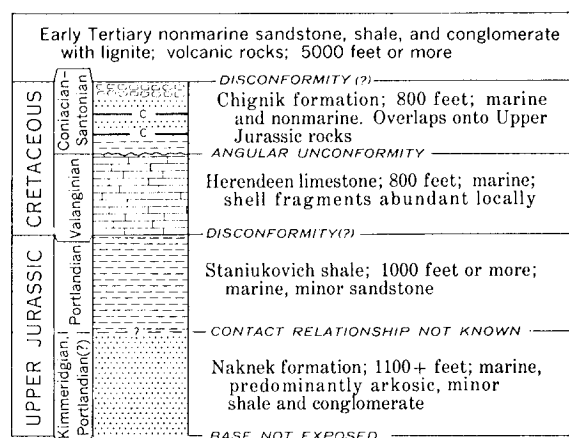 Early Tertiary nonmarine sandstone, shale, and conglomerate
with lignite; volcanic rocks; 5000 feet or more
DISCONFORMITY (?)
CRETACEOUS
Coniacian-
Santonian
C
C
Chignik formation; 800 feet; marine
and nonmarine. Overlaps onto Upper
Jurassic rocks
ANGULAR UNCONFORMITY
Valanginian
Herendeen limestone; 800 feet; marine;
shell fragments abundant locally
DISCONFORMITY(?)
UPPER JURASSIC
Portlandian
Staniukovich shale; 1000 feet or more;
marine, minor sandstone
?
CONTACT RELATIONSHIP NOT KNOWN
Kimmeridgian,
Portlandian(?)
Naknek formation; 1100+ feet; marine,
predominantly arkosic, minor
shale and conglomerate
BASE NOT EXPOSED